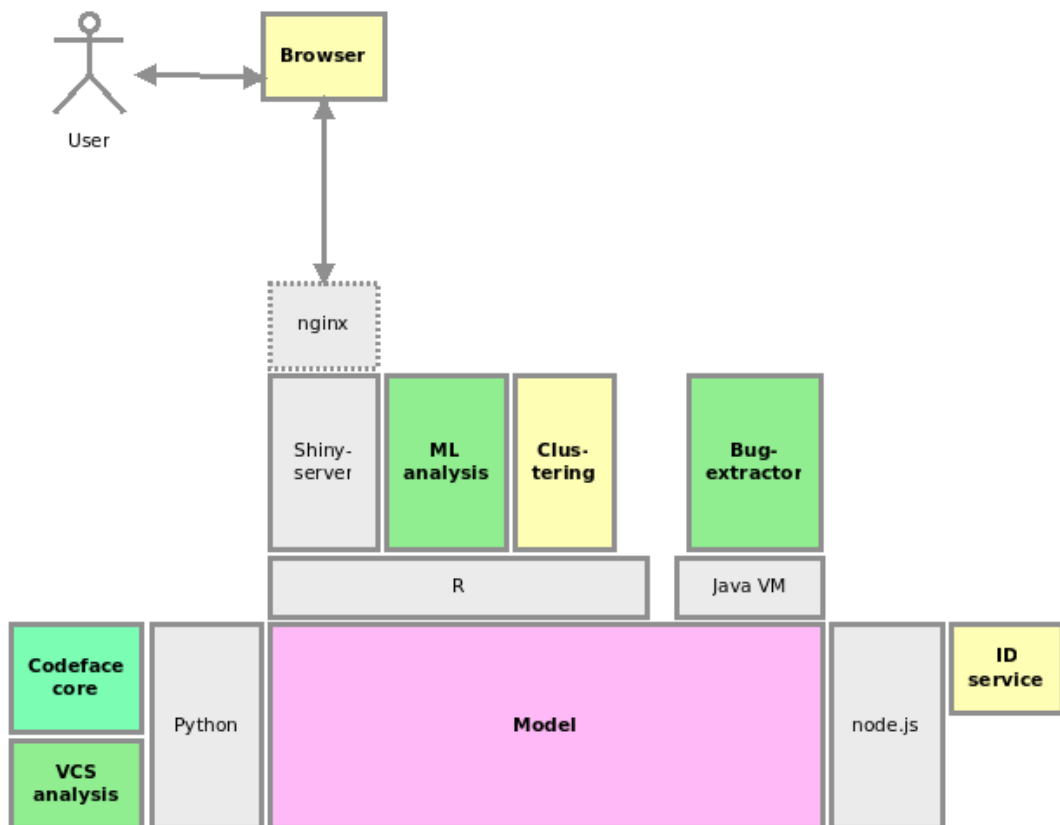 Browser
User
nginx
Shiny-
server
ML
analysis
Clus-
tering
Bug-
extractor
R
Java VM
Codeface
core
Python
Model
node.js
ID
service
VCS
analysis